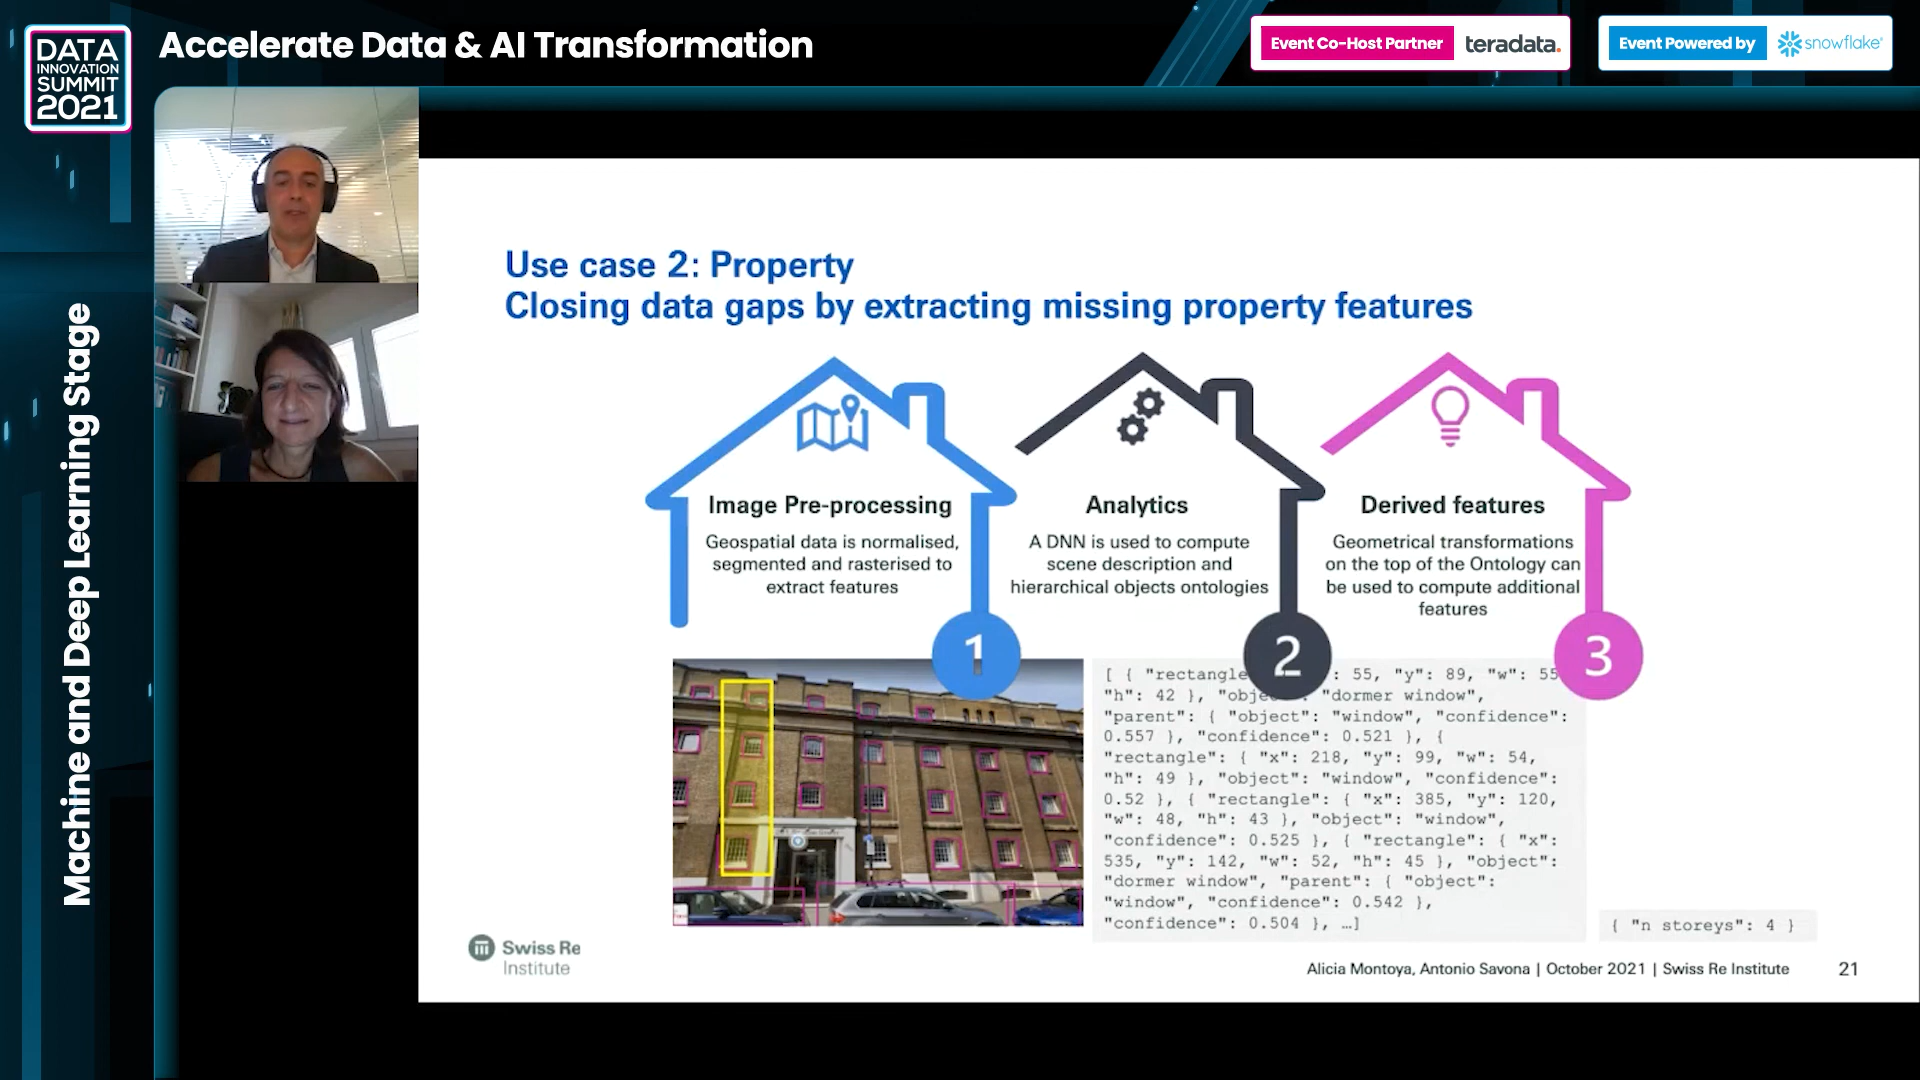 DATA
INNOVATION
SUMMIT
2021
Accelerate Data & AI Transformation
Event Co-Host Partner
teradata.
Event Powered by
snowflake®
Machine and Deep Learning Stage
Use case 2: Property
Closing data gaps by extracting missing property features
Image Pre-processing
Geospatial data is normalised,
segmented and rasterised to
extract features
1
Analytics
A DNN is used to compute
scene description and
hierarchical objects ontologies
2
Derived features
Geometrical transformations
on the top of the Ontology can
be used to compute additional
features
3
[ { "rectangle : 55, "y": 89, "w": 55
"h": 42 }, "obje "dormer window",
"parent": { "object": "window", "confidence":
0.557 }, "confidence": 0.521 }, {
"rectangle": { "x": 218, "y": 99, "w": 54,
"h": 49 }, "object": "window", "confidence":
0.52 }, { "rectangle": { "x": 385, "y": 120,
"w": 48, "h": 43 }, "object": "window",
"confidence": 0.525 }, { "rectangle": { "x":
535, "y": 142, "w": 52, "h": 45 }, "object":
"dormer window", "parent": { "object":
"window", "confidence": 0.542 },
"confidence": 0.504 }, …]
{ "n storeys": 4 }
Swiss Re
Institute
Alicia Montoya, Antonio Savona | October 2021 | Swiss Re Institute
21